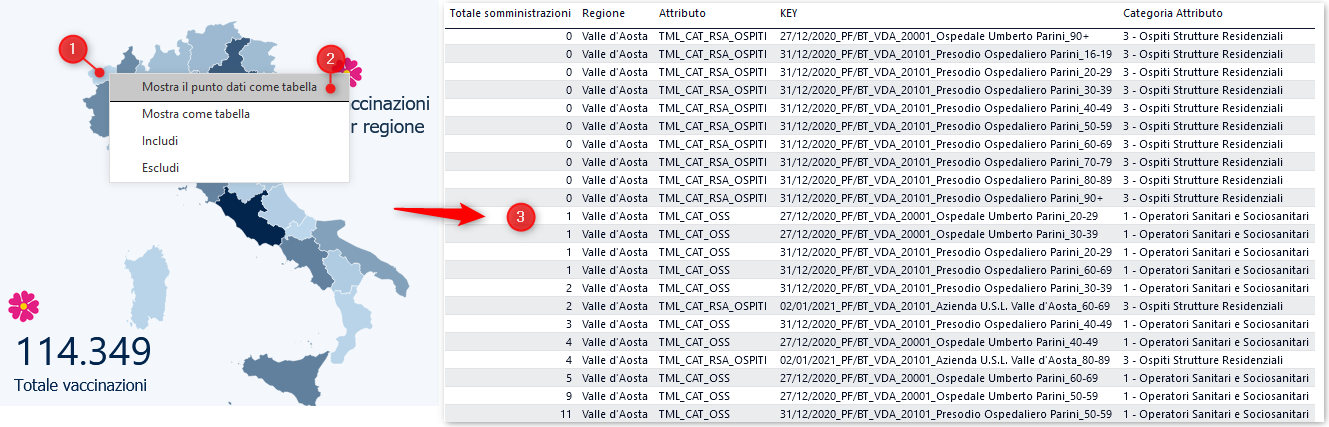 1
2
Mostra il punto dati come tabella
Mostra come tabella
Includi
Escludi
ccinazioni
r regione
3
114.349
Totale vaccinazioni
Totale somministrazioni Regione Attributo KEY Categoria Attributo
0 Valle d'Aosta TML_CAT_RSA_OSPITI 27/12/2020_PF/BT_VDA_20001_Ospedale Umberto Parini_90+ 3 - Ospiti Strutture Residenziali
0 Valle d'Aosta TML_CAT_RSA_OSPITI 31/12/2020_PF/BT_VDA_20101_Presodio Ospedaliero Parini_16-19 3 - Ospiti Strutture Residenziali
0 Valle d'Aosta TML_CAT_RSA_OSPITI 31/12/2020_PF/BT_VDA_20101_Presodio Ospedaliero Parini_20-29 3 - Ospiti Strutture Residenziali
0 Valle d'Aosta TML_CAT_RSA_OSPITI 31/12/2020_PF/BT_VDA_20101_Presodio Ospedaliero Parini_30-39 3 - Ospiti Strutture Residenziali
0 Valle d'Aosta TML_CAT_RSA_OSPITI 31/12/2020_PF/BT_VDA_20101_Presodio Ospedaliero Parini_40-49 3 - Ospiti Strutture Residenziali
0 Valle d'Aosta TML_CAT_RSA_OSPITI 31/12/2020_PF/BT_VDA_20101_Presodio Ospedaliero Parini_50-59 3 - Ospiti Strutture Residenziali
0 Valle d'Aosta TML_CAT_RSA_OSPITI 31/12/2020_PF/BT_VDA_20101_Presodio Ospedaliero Parini_60-69 3 - Ospiti Strutture Residenziali
0 Valle d'Aosta TML_CAT_RSA_OSPITI 31/12/2020_PF/BT_VDA_20101_Presodio Ospedaliero Parini_70-79 3 - Ospiti Strutture Residenziali
0 Valle d'Aosta TML_CAT_RSA_OSPITI 31/12/2020_PF/BT_VDA_20101_Presodio Ospedaliero Parini_80-89 3 - Ospiti Strutture Residenziali
0 Valle d'Aosta TML_CAT_RSA_OSPITI 31/12/2020_PF/BT_VDA_20101_Presodio Ospedaliero Parini_90+ 3 - Ospiti Strutture Residenziali
1 Valle d'Aosta TML_CAT_OSS 27/12/2020_PF/BT_VDA_20001_Ospedale Umberto Parini_20-29 1 - Operatori Sanitari e Sociosanitari
1 Valle d'Aosta TML_CAT_OSS 27/12/2020_PF/BT_VDA_20001_Ospedale Umberto Parini_30-39 1 - Operatori Sanitari e Sociosanitari
1 Valle d'Aosta TML_CAT_OSS 31/12/2020_PF/BT_VDA_20101_Presodio Ospedaliero Parini_20-29 1 - Operatori Sanitari e Sociosanitari
1 Valle d'Aosta TML_CAT_OSS 31/12/2020_PF/BT_VDA_20101_Presodio Ospedaliero Parini_60-69 1 - Operatori Sanitari e Sociosanitari
2 Valle d'Aosta TML_CAT_OSS 31/12/2020_PF/BT_VDA_20101_Presodio Ospedaliero Parini_30-39 1 - Operatori Sanitari e Sociosanitari
2 Valle d'Aosta TML_CAT_RSA_OSPITI 02/01/2021_PF/BT_VDA_20101_Azienda U.S.L. Valle d'Aosta_60-69 3 - Ospiti Strutture Residenziali
3 Valle d'Aosta TML_CAT_OSS 31/12/2020_PF/BT_VDA_20101_Presodio Ospedaliero Parini_40-49 1 - Operatori Sanitari e Sociosanitari
4 Valle d'Aosta TML_CAT_OSS 27/12/2020_PF/BT_VDA_20001_Ospedale Umberto Parini_40-49 1 - Operatori Sanitari e Sociosanitari
4 Valle d'Aosta TML_CAT_RSA_OSPITI 02/01/2021_PF/BT_VDA_20101_Azienda U.S.L. Valle d'Aosta_80-89 3 - Ospiti Strutture Residenziali
5 Valle d'Aosta TML_CAT_OSS 27/12/2020_PF/BT_VDA_20001_Ospedale Umberto Parini_60-69 1 - Operatori Sanitari e Sociosanitari
9 Valle d'Aosta TML_CAT_OSS 27/12/2020_PF/BT_VDA_20001_Ospedale Umberto Parini_50-59 1 - Operatori Sanitari e Sociosanitari
11 Valle d'Aosta TML_CAT_OSS 31/12/2020_PF/BT_VDA_20101_Presodio Ospedaliero Parini_50-59 1 - Operatori Sanitari e Sociosanitari